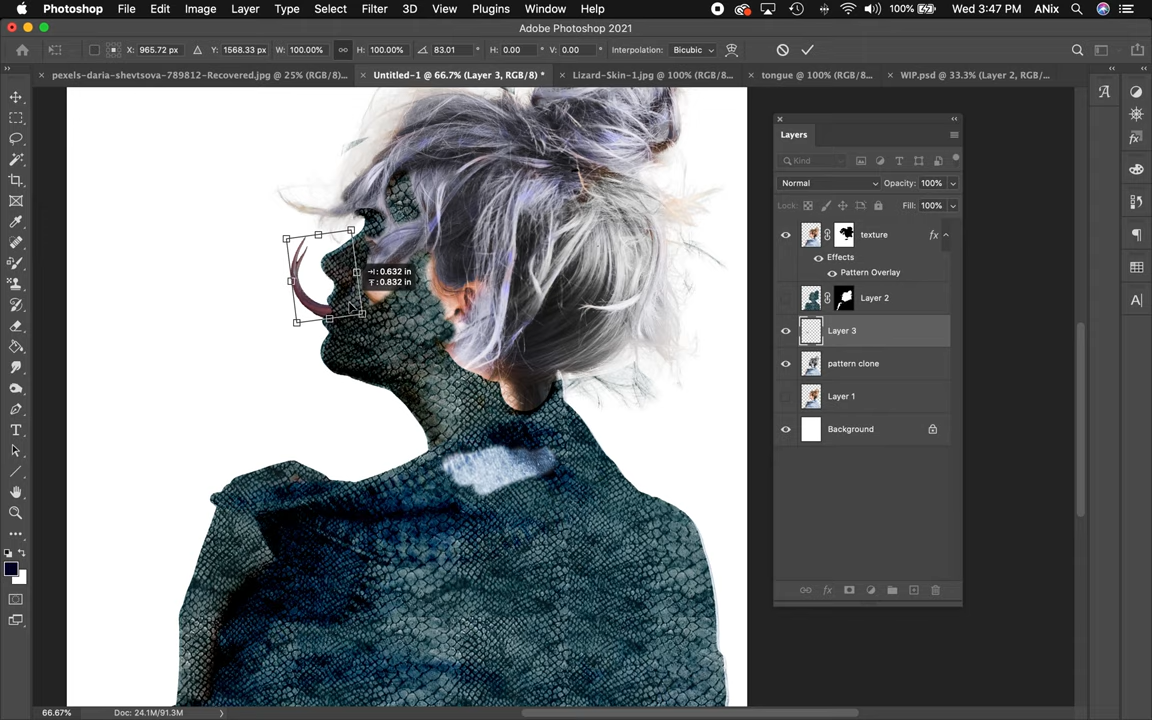 Photoshop File Edit Image Layer Type Select Filter 3D View Plugins Window Help 100% Wed 3:47 PM ANix
Adobe Photoshop 2021
X: 965.72 px Y: 1568.33 px W: 100.00% H: 100.00% 83.01 ° H: 0.00 ° V: 0.00 ° Interpolation: Bicubic
pexels-daria-shevtsova-789812-Recovered.jpg @ 25% (RGB/8)... Untitled-1 @ 66.7% (Layer 3, RGB/8) * Lizard-Skin-1.jpg @ 100% (RGB/8... tongue @ 100% (RGB/8... WIP.psd @ 33.3% (Layer 2, RGB/...
Layers
Kind
Normal Opacity: 100%
Lock: Fill: 100%
texture fx
Effects
Pattern Overlay
Layer 2
Layer 3
pattern clone
Layer 1
Background
0.632 in
0.832 in
66.67% Doc: 24.1M/91.3M